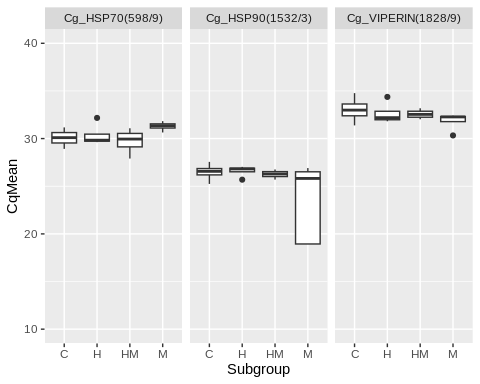 Cg_HSP70(598/9) Cg_HSP90(1532/3) Cg_VIPERIN(1828/9)
40
30
20
10
CqMean
C H HM M C H HM M C H HM M
Subgroup